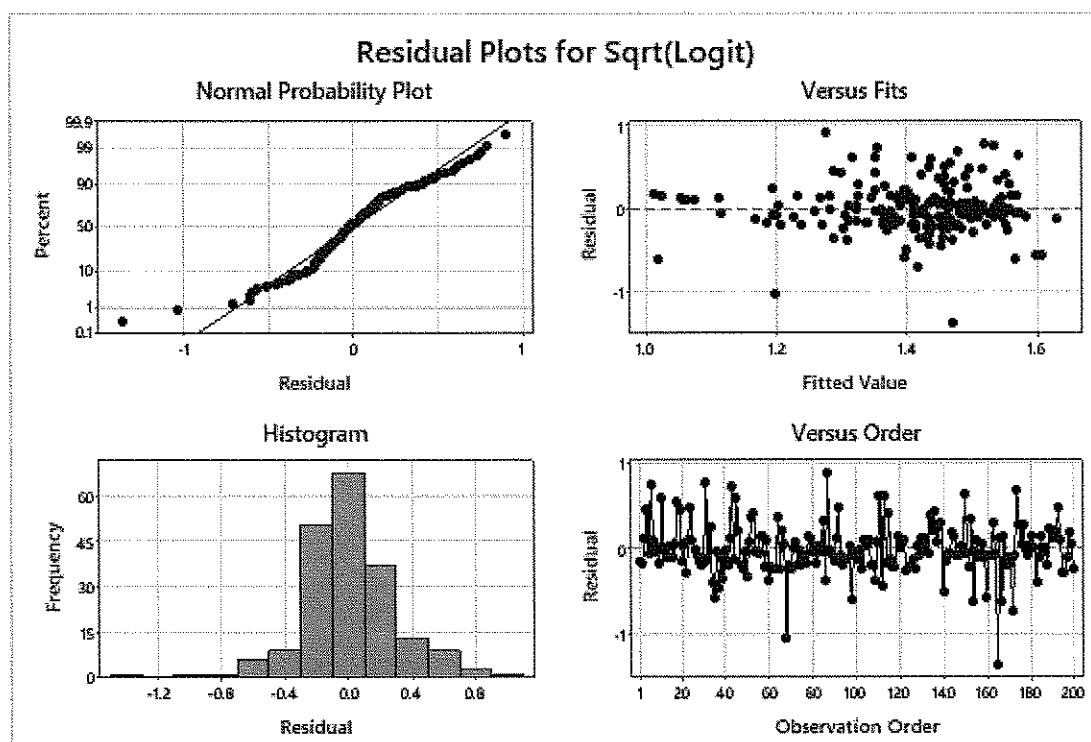 Residual Plots for Sqrt(Logit)
Normal Probability Plot
99.9
99
90
50
10
1
0.1
Percent
-1 0 1
Residual
Versus Fits
1
0
-1
Residual
1.0 1.2 1.4 1.6
Fitted Value
Histogram
60
45
30
15
0
Frequency
-1.2 -0.8 -0.4 0.0 0.4 0.8
Residual
Versus Order
1
0
-1
Residual
1 20 40 60 80 100 120 140 160 180 200
Observation Order